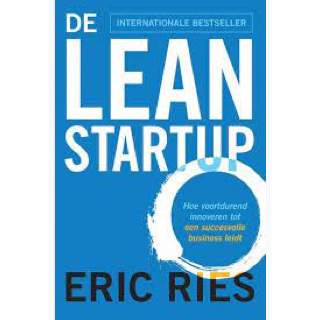 DE
INTERNATIONALE BESTSELLER
LEAN
STARTUP
Hoe voortdurend
innoveren tot
een succesvolle
business leidt
ERIC RIES